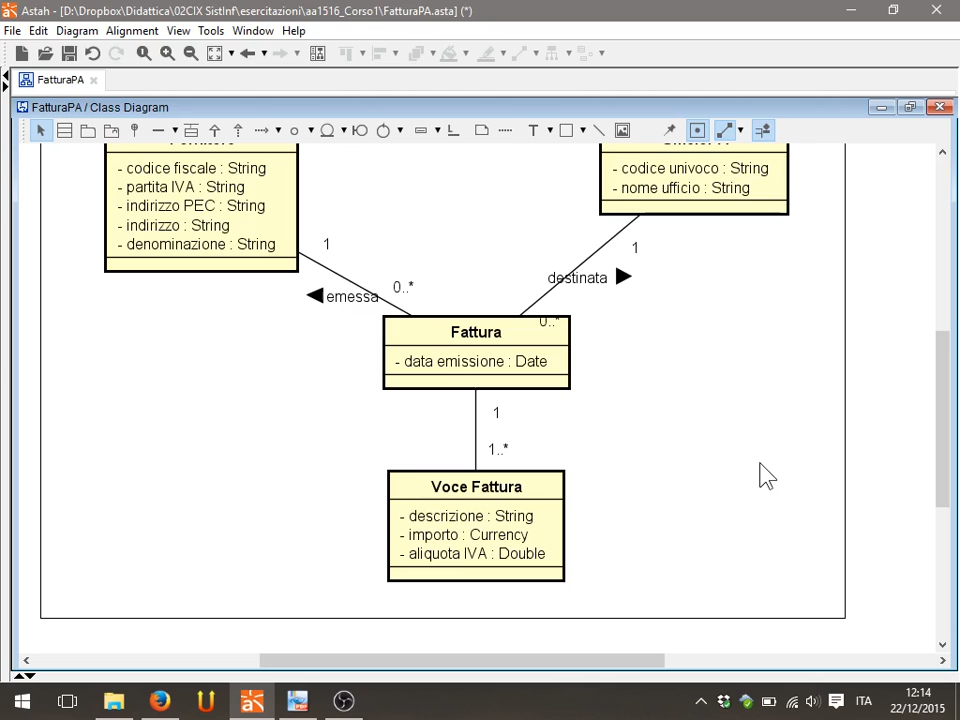 Astah - [D:\Dropbox\Didattica\02CIX SistInf\esercitazioni\aa1516_Corso1\FatturaPA.asta] (*)
File Edit Diagram Alignment View Tools Window Help
FatturaPA
FatturaPA / Class Diagram
- codice fiscale : String
- partita IVA : String
- indirizzo PEC : String
- indirizzo : String
- denominazione : String
- codice univoco : String
- nome ufficio : String
1
1
0..*
emessa
destinata
0..*
Fattura
- data emissione : Date
1
1..*
Voce Fattura
- descrizione : String
- importo : Currency
- aliquota IVA : Double
ITA
12:14
22/12/2015